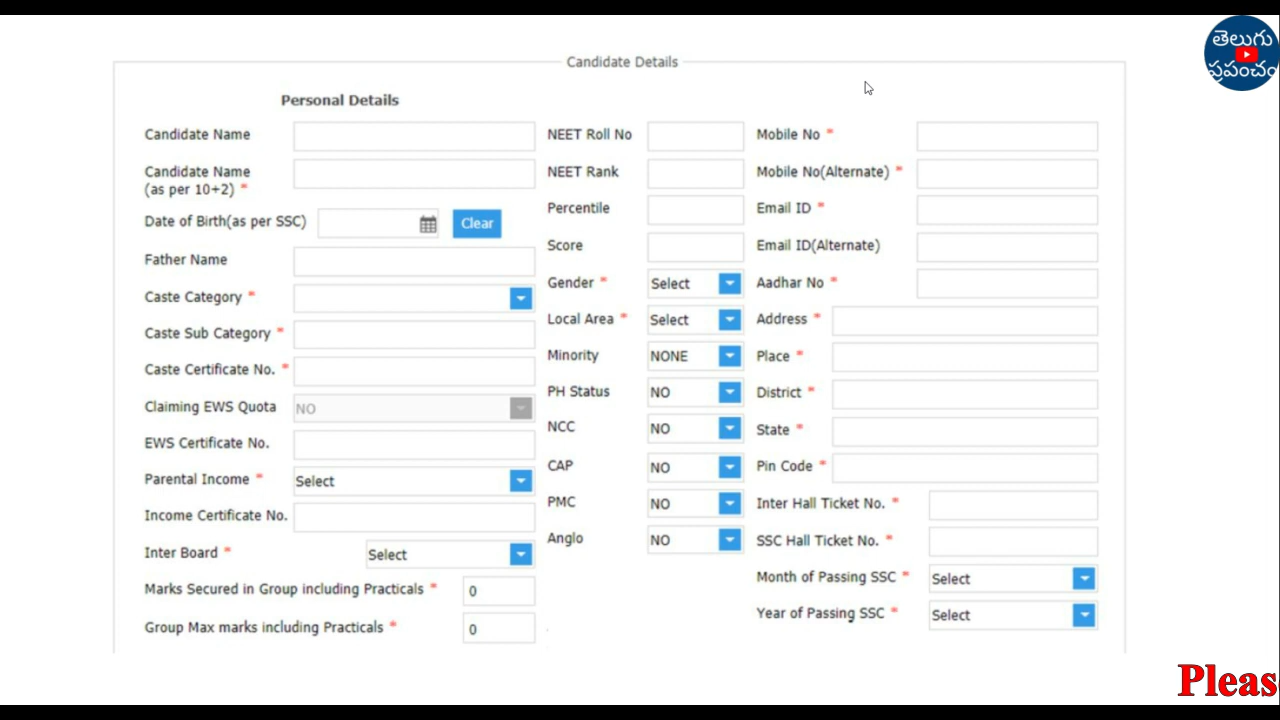 తెలుగు
ప్రపంచం
Candidate Details
Personal Details
Candidate Name
NEET Roll No
Mobile No *
Candidate Name
(as per 10+2) *
NEET Rank
Mobile No(Alternate) *
Date of Birth(as per SSC)
Clear
Percentile
Email ID *
Father Name
Score
Email ID(Alternate)
Caste Category *
Gender * Select
Aadhar No *
Caste Sub Category *
Local Area * Select
Address *
Caste Certificate No. *
Minority NONE
Place *
Claiming EWS Quota NO
PH Status NO
District *
EWS Certificate No.
NCC NO
State *
Parental Income * Select
CAP NO
Pin Code *
Income Certificate No.
PMC NO
Inter Hall Ticket No. *
Inter Board * Select
Anglo NO
SSC Hall Ticket No. *
Marks Secured in Group including Practicals * 0
Month of Passing SSC * Select
Group Max marks including Practicals * 0
Year of Passing SSC * Select
Pleas